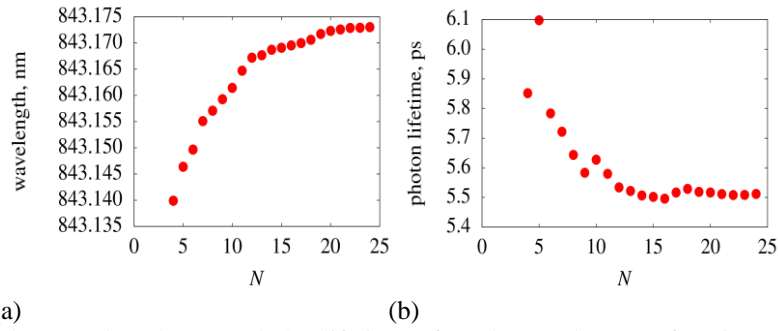 wavelength, nm
843.175
843.170
843.165
843.160
843.155
843.150
843.145
843.140
843.135
0 5 10 15 20 25
N
a)
photon lifetime, ps
6.1
6.0
5.9
5.8
5.7
5.6
5.5
5.4
0 5 10 15 20 25
N
(b)